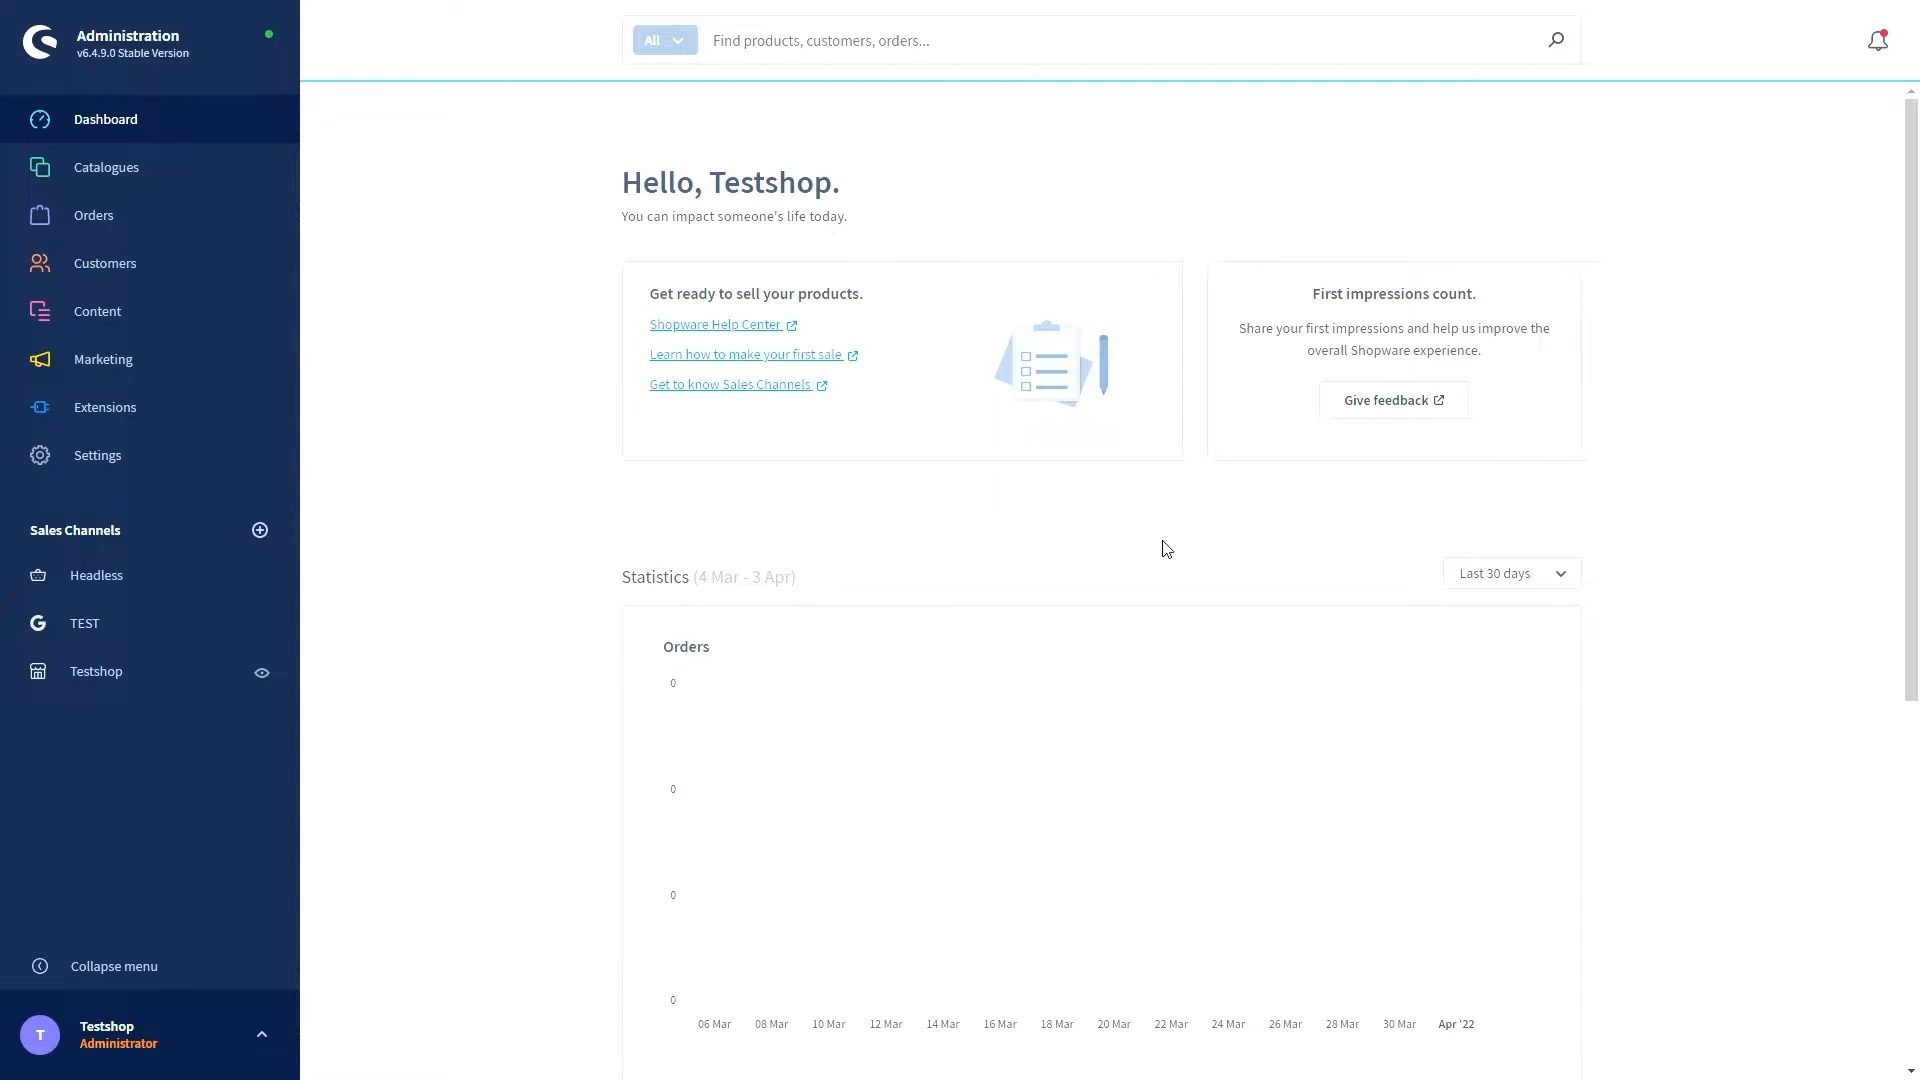 Administration
v6.4.9.0 Stable Version
Dashboard
Catalogues
Orders
Customers
Content
Marketing
Extensions
Settings
Sales Channels
Headless
TEST
Testshop
Collapse menu
T
Testshop
Administrator
All
Find products, customers, orders...
Hello, Testshop.
You can impact someone's life today.
Get ready to sell your products.
Shopware Help Center
Learn how to make your first sale
Get to know Sales Channels
First impressions count.
Share your first impressions and help us improve the
overall Shopware experience.
Give feedback
Statistics (4 Mar - 3 Apr)
Last 30 days
Orders
0
0
0
0
06 Mar 08 Mar 10 Mar 12 Mar 14 Mar 16 Mar 18 Mar 20 Mar 22 Mar 24 Mar 26 Mar 28 Mar 30 Mar Apr '22